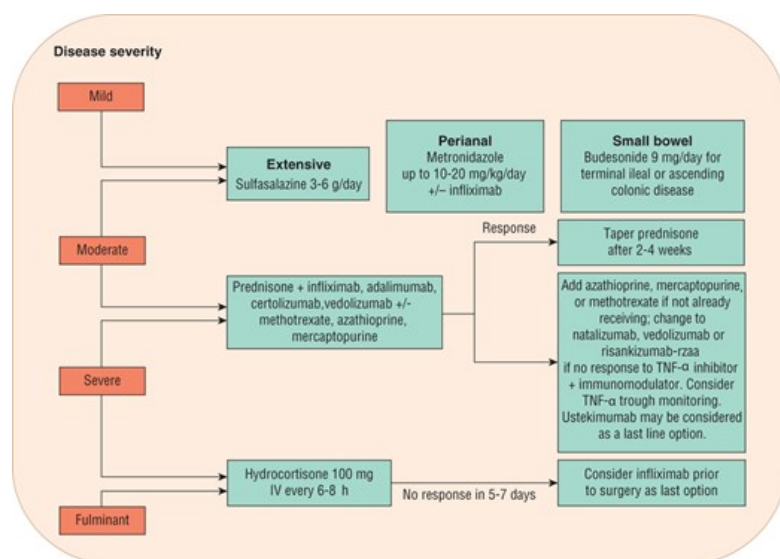 Disease severity
Mild
Extensive
Sulfasalazine 3-6 g/day
Perianal
Metronidazole
up to 10-20 mg/kg/day
+/− infliximab
Small bowel
Budesonide 9 mg/day for
terminal ileal or ascending
colonic disease
Moderate
Prednisone + infliximab, adalimumab,
certolizumab,vedolizumab +/-
methotrexate, azathioprine,
mercaptopurine
Response
Taper prednisone
after 2-4 weeks
Add azathioprine, mercaptopurine,
or methotrexate if not already
receiving; change to
natalizumab, vedolizumab or
risankizumab-rzaa
if no response to TNF-α inhibitor
+ immunomodulator. Consider
TNF-α trough monitoring.
Ustekimumab may be considered
as a last line option.
Severe
Hydrocortisone 100 mg
IV every 6-8 h
No response in 5-7 days
Consider infliximab prior
to surgery as last option
Fulminant